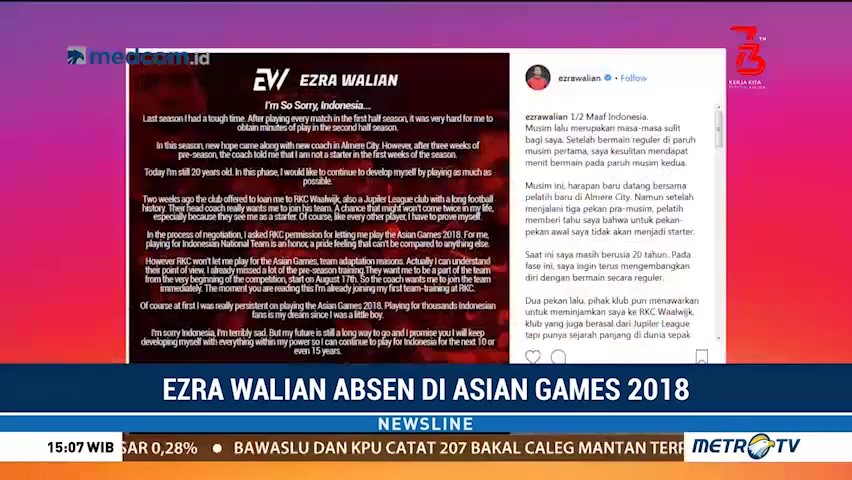 medcom.id
73
TH
KERJA KITA
EW EZRA WALIAN
I'm So Sorry, Indonesia...
Last season I had a tough time. After playing every match in the first half season, it was very hard for me to
obtain minutes of play in the second half season.
In this season, new hope came along with new coach in Almere City. However, after three weeks of
pre-season, the coach told me that I am not a starter in the first weeks of the season.
Today I'm still 20 years old. In this phase, I would like to continue to develop myself by playing as much as
possible.
Two weeks ago the club offered to loan me to RKC Waalwijk, also a Jupiler League club with a long football
history. Their head coach really wants me to join his team. A chance that might won't come twice in my life,
especially because they see me as a starter. Of course, like every other player, I have to prove myself.
In the process of negotiation, I asked RKC permission for letting me play the Asian Games 2018. For me,
playing for Indonesian National Team is an honor, a pride feeling that can't be compared to anything else.
However RKC won't let me play for the Asian Games, team adaptation reasons. Actually I can understand
their point of view. I already missed a lot of the pre-season training.They want me to be a part of the team
from the very beginning of the competition, start on August 17th. So the coach wants me to join the team
immediately. The moment you are reading this I'm already joining my first team-training at RKC.
Of course at first I was really persistent on playing the Asian Games 2018. Playing for thousands Indonesian
fans is my dream since I was a little boy.
I'm sorry Indonesia, I'm terribly sad. But my future is still a long way to go and I promise you I will keep
developing myself with everything within my power so I can continue to play for Indonesia for the next 10 or
even 15 years.
ezrawalian • Follow
ezrawalian 1/2 Maaf Indonesia.
Musim lalu merupakan masa-masa sulit
bagi saya. Setelah bermain reguler di paruh
musim pertama, saya kesulitan mendapat
menit bermain pada paruh musim kedua.
Musim ini, harapan baru datang bersama
pelatih baru di Almere City. Namun setelah
menjalani tiga pekan pra-musim, pelatih
memberi tahu saya bahwa untuk pekan-
pekan awal saya tidak akan menjadi starter.
Saat ini saya masih berusia 20 tahun. Pada
fase ini, saya ingin terus mengembangkan
diri dengan bermain secara reguler.
Dua pekan lalu. pihak klub pun menawarkan
untuk meminjamkan saya ke RKC Waalwijk,
klub yang juga berasal dari Jupiler League
tapi punya sejarah panjang di dunia sepak
EZRA WALIAN ABSEN DI ASIAN GAMES 2018
NEWSLINE
15:07 WIB
SAR 0,28% ● BAWASLU DAN KPU CATAT 207 BAKAL CALEG MANTAN TERP
METRO TV